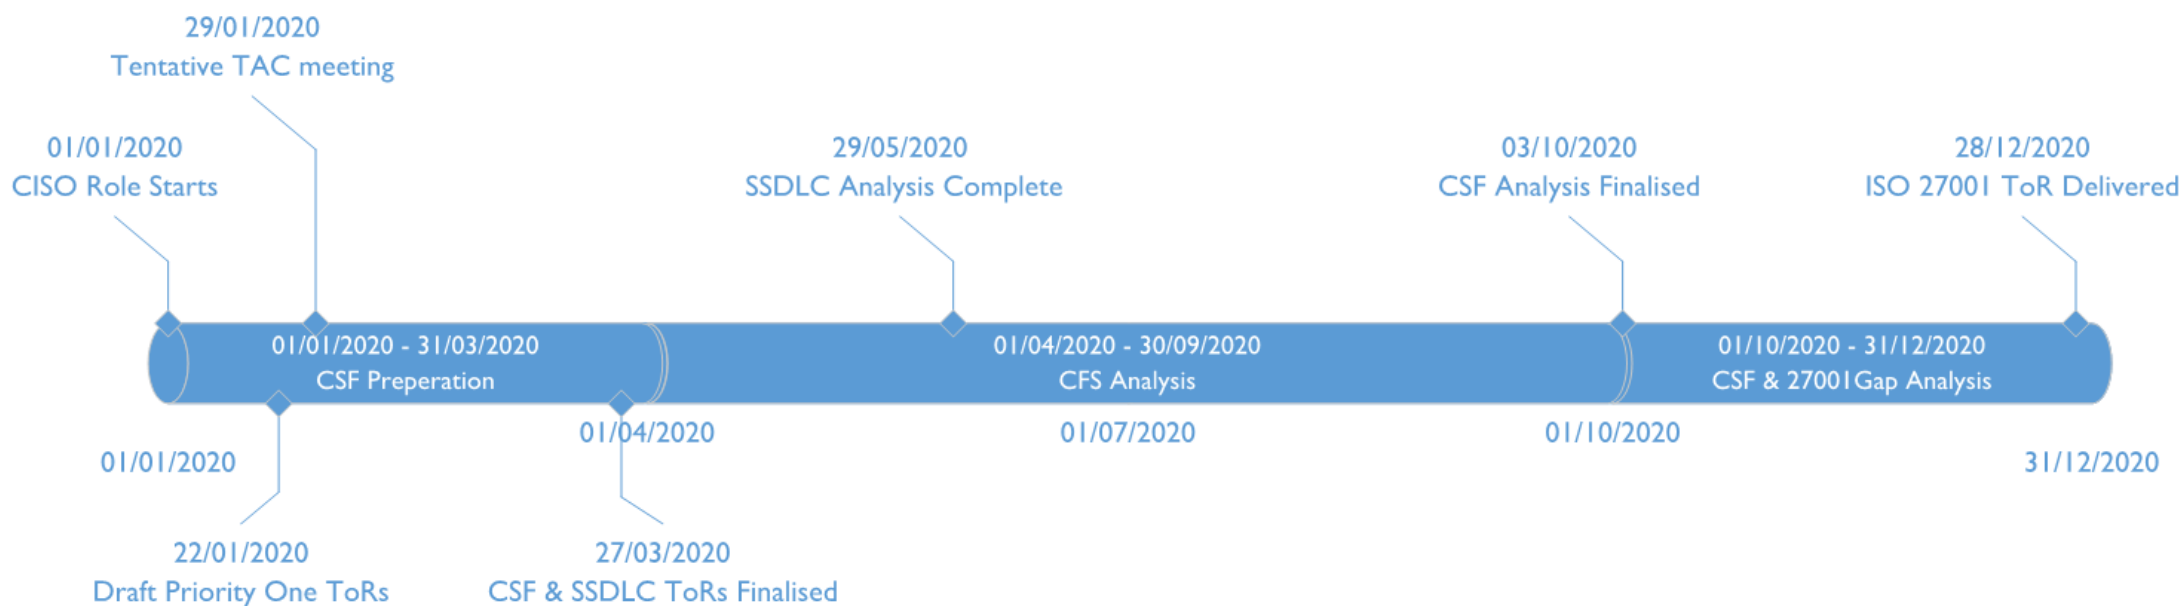 29/01/2020
Tentative TAC meeting
01/01/2020
CISO Role Starts
29/05/2020
SSDLC Analysis Complete
03/10/2020
CSF Analysis Finalised
28/12/2020
ISO 27001 ToR Delivered
01/01/2020 - 31/03/2020
CSF Preperation
01/04/2020 - 30/09/2020
CFS Analysis
01/10/2020 - 31/12/2020
CSF & 27001Gap Analysis
01/01/2020
01/04/2020
01/07/2020
01/10/2020
31/12/2020
22/01/2020
Draft Priority One ToRs
27/03/2020
CSF & SSDLC ToRs Finalised